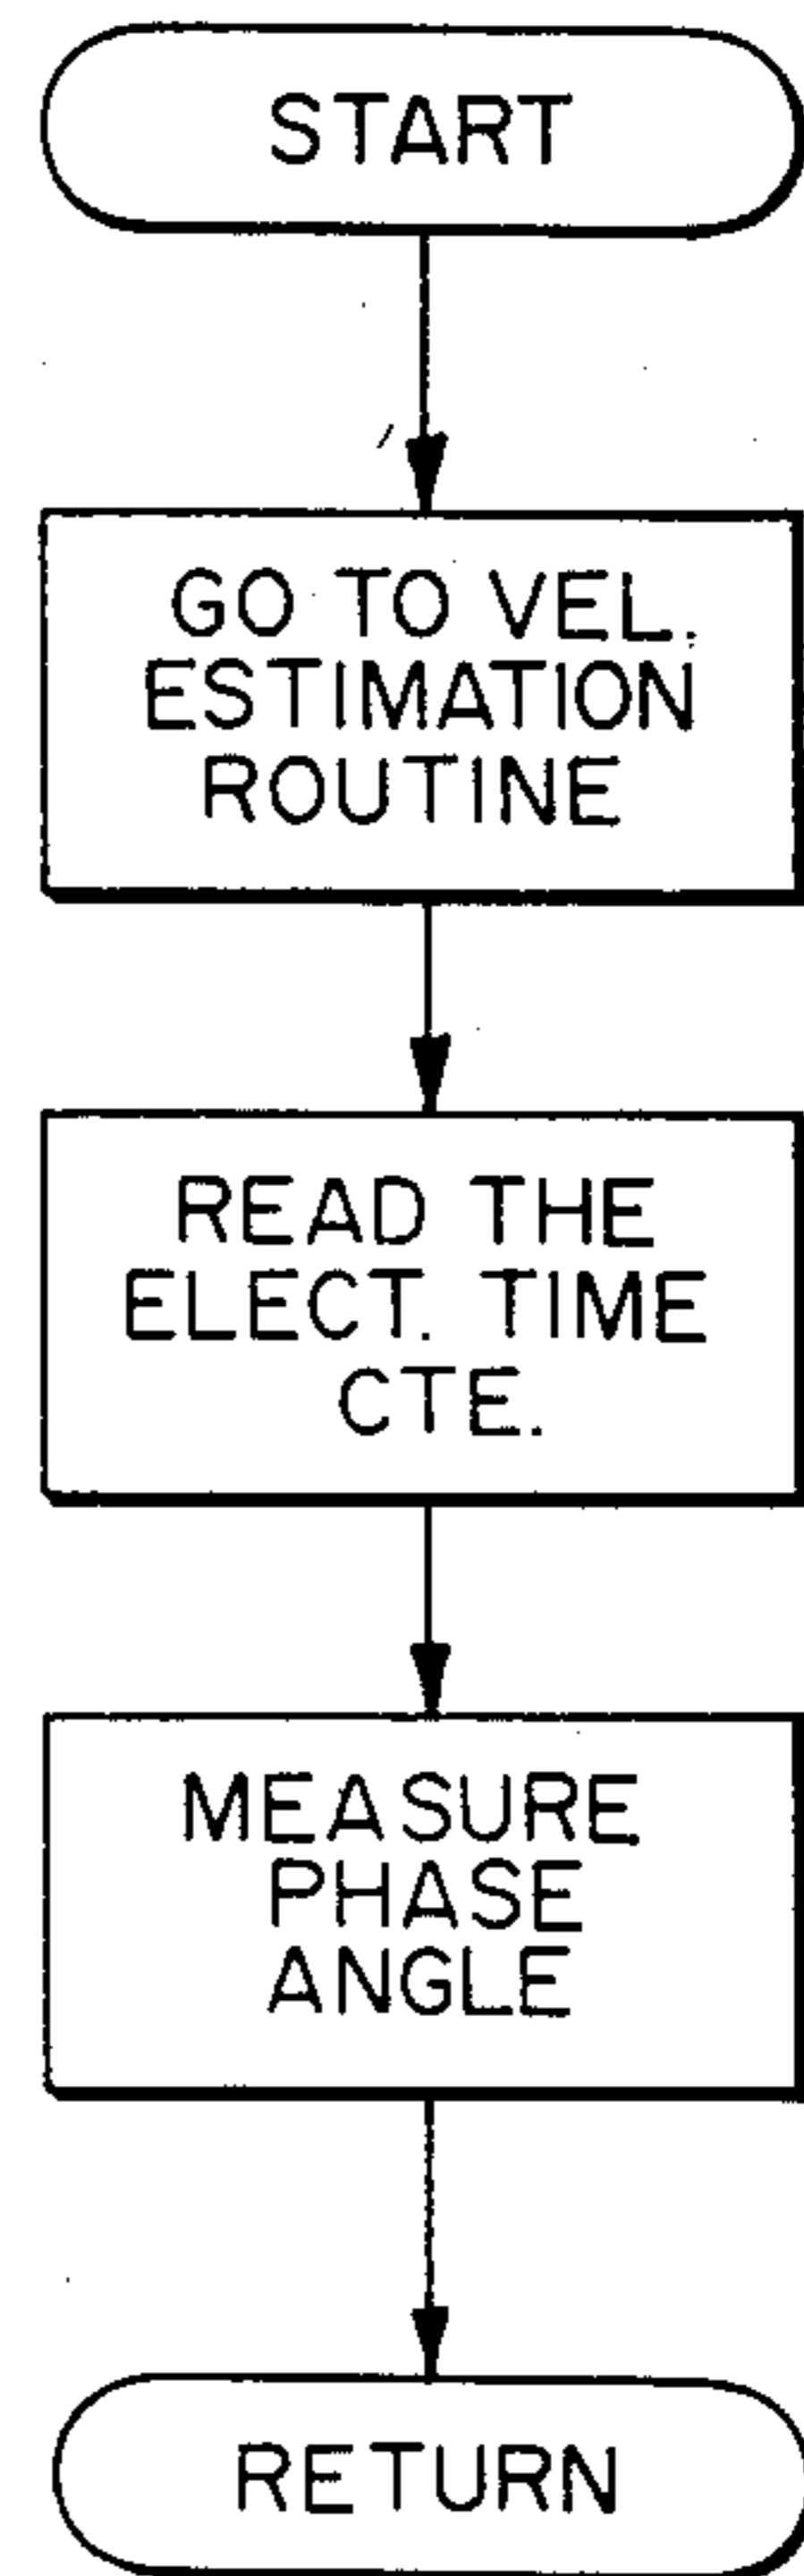 START
GO TO VEL.
ESTIMATION
ROUTINE
READ THE
ELECT. TIME
CTE.
MEASURE
PHASE
ANGLE
RETURN